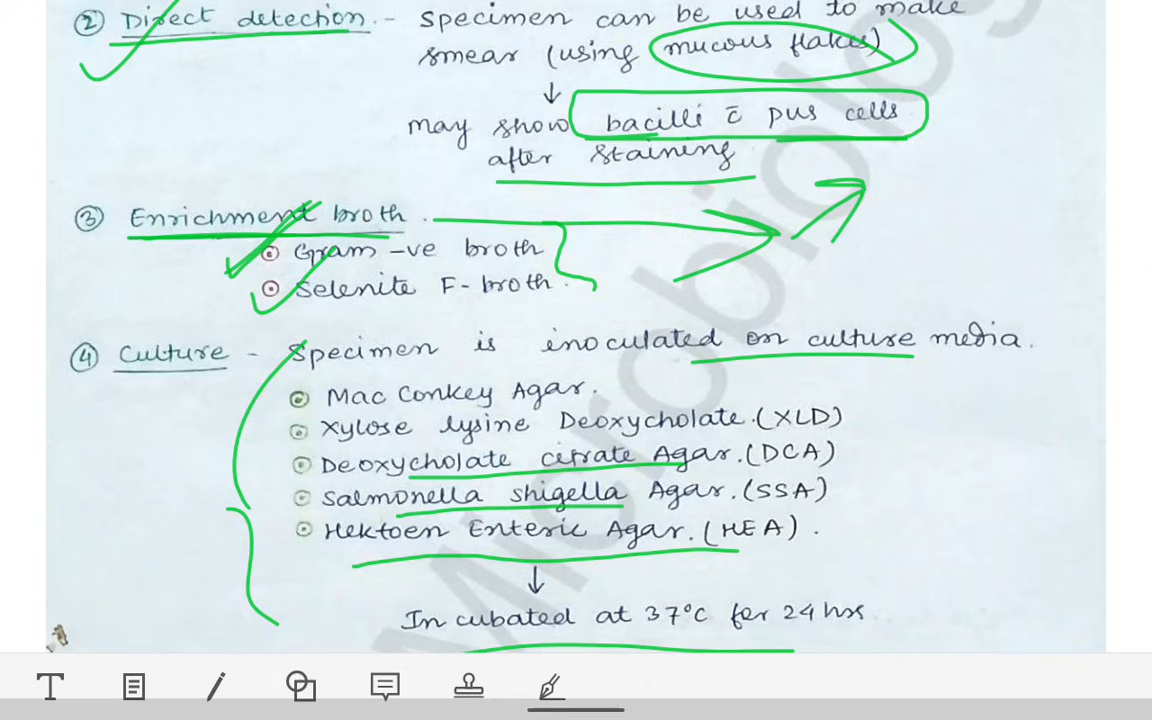 ② Direct detection. - Specimen can be used to make
smear (using mucous flakes)
↓
may show bacilli c̄ pus cells
after staining
③ Enrichment broth.
⊙ Gram -ve broth
⊙ Selenite F-broth.
④ Culture - Specimen is inoculated on culture media.
⊙ Mac Conkey Agar.
⊙ Xylose lysine Deoxycholate.(XLD)
⊙ Deoxycholate citrate Agar.(DCA)
⊙ Salmonella shigella Agar.(SSA)
⊙ Hektoen Enteric Agar.(HEA).
↓
Incubated at 37°C for 24 hrs.
Microbiolog
T